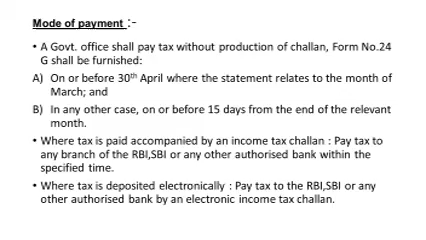 Mode of payment :-
• A Govt. office shall pay tax without production of challan, Form No.24
G shall be furnished:
A) On or before 30th April where the statement relates to the month of
March; and
B) In any other case, on or before 15 days from the end of the relevant
month.
• Where tax is paid accompanied by an income tax challan : Pay tax to
any branch of the RBI,SBI or any other authorised bank within the
specified time.
• Where tax is deposited electronically : Pay tax to the RBI,SBI or any
other authorised bank by an electronic income tax challan.